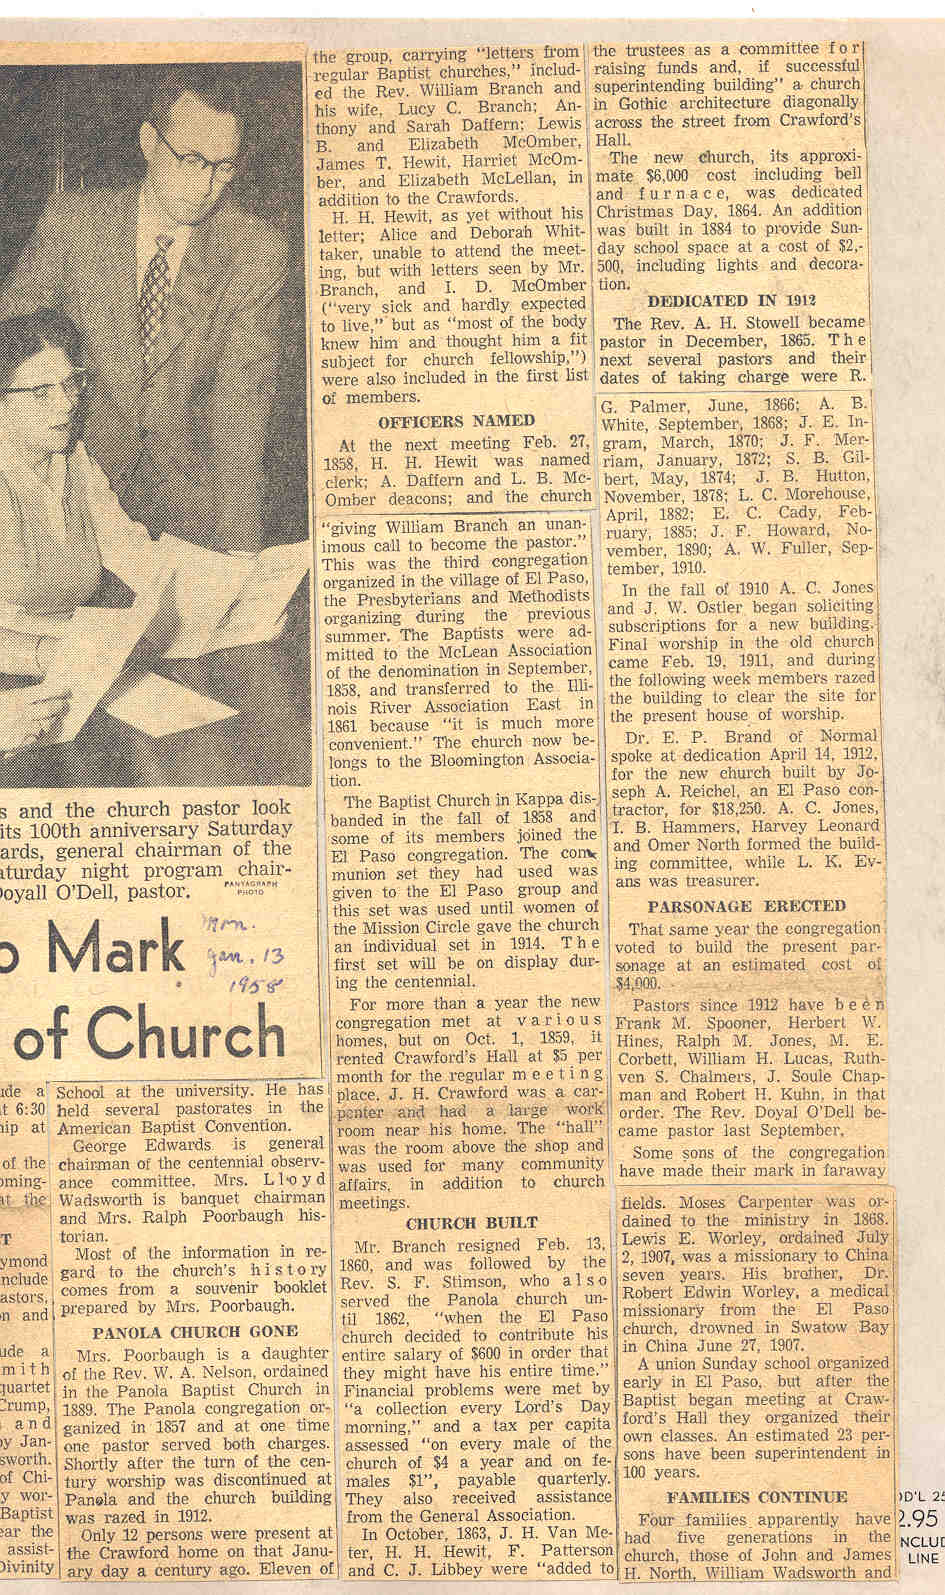 s and the church pastor look
its 100th anniversary Saturday
ards, general chairman of the
aturday night program chair-
Doyall O'Dell, pastor.
PANTAGRAPH
PHOTO
o Mark
of Church
Mon.
Jan. 13
1958
ude a
at 6:30
hip at
of the
oming-
at the
T
ymond
include
astors,
on and
ude a
mith
quartet
Crump,
and
by Jan-
sworth.
of Chi-
y wor-
Baptist
ear the
assist-
Divinity
School at the university. He has
held several pastorates in the
American Baptist Convention.
George Edwards is general
chairman of the centennial observ-
ance committee, Mrs. Lloyd
Wadsworth is banquet chairman
and Mrs. Ralph Poorbaugh his-
torian.
Most of the information in re-
gard to the church's history
comes from a souvenir booklet
prepared by Mrs. Poorbaugh.
PANOLA CHURCH GONE
Mrs. Poorbaugh is a daughter
of the Rev. W. A. Nelson, ordained
in the Panola Baptist Church in
1889. The Panola congregation or-
ganized in 1857 and at one time
one pastor served both charges.
Shortly after the turn of the cen-
tury worship was discontinued at
Panola and the church building
was razed in 1912.
Only 12 persons were present at
the Crawford home on that Janu-
ary day a century ago. Eleven of
the group, carrying "letters from
regular Baptist churches," includ-
ed the Rev. William Branch and
his wife, Lucy C. Branch; An-
thony and Sarah Daffern; Lewis
B. and Elizabeth McOmber,
James T. Hewit, Harriet McOm-
ber, and Elizabeth McLellan, in
addition to the Crawfords.
H. H. Hewit, as yet without his
letter; Alice and Deborah Whit-
taker, unable to attend the meet-
ing, but with letters seen by Mr.
Branch, and I. D. McOmber
("very sick and hardly expected
to live," but as "most of the body
knew him and thought him a fit
subject for church fellowship,")
were also included in the first list
of members.
OFFICERS NAMED
At the next meeting Feb. 27,
1858, H. H. Hewit was named
clerk; A. Daffern and L. B. Mc-
Omber deacons; and the church
"giving William Branch an unan-
imous call to become the pastor."
This was the third congregation
organized in the village of El Paso,
the Presbyterians and Methodists
organizing during the previous
summer. The Baptists were ad-
mitted to the McLean Association
of the denomination in September,
1858, and transferred to the Illi-
nois River Association East in
1861 because "it is much more
convenient." The church now be-
longs to the Bloomington Associa-
tion.
The Baptist Church in Kappa dis-
banded in the fall of 1858 and
some of its members joined the
El Paso congregation. The com-
munion set they had used was
given to the El Paso group and
this set was used until women of
the Mission Circle gave the church
an individual set in 1914. The
first set will be on display dur-
ing the centennial.
For more than a year the new
congregation met at various
homes, but on Oct. 1, 1859, it
rented Crawford's Hall at $5 per
month for the regular meeting
place. J. H. Crawford was a car-
penter and had a large work
room near his home. The "hall"
was the room above the shop and
was used for many community
affairs, in addition to church
meetings.
CHURCH BUILT
Mr. Branch resigned Feb. 13,
1860, and was followed by the
Rev. S. F. Stimson, who also
served the Panola church un-
til 1862, "when the El Paso
church decided to contribute his
entire salary of $600 in order that
they might have his entire time."
Financial problems were met by
"a collection every Lord's Day
morning," and a tax per capita
assessed "on every male of the
church of $4 a year and on fe-
males $1", payable quarterly.
They also received assistance
from the General Association.
In October, 1863, J. H. Van Me-
ter, H. H. Hewit, F. Patterson
and C. J. Libbey were "added to
the trustees as a committee for
raising funds and, if successful
superintending building" a church
in Gothic architecture diagonally
across the street from Crawford's
Hall.
The new church, its approxi-
mate $6,000 cost including bell
and furnace, was dedicated
Christmas Day, 1864. An addition
was built in 1884 to provide Sun-
day school space at a cost of $2,-
500, including lights and decora-
tion.
DEDICATED IN 1912
The Rev. A. H. Stowell became
pastor in December, 1865. The
next several pastors and their
dates of taking charge were R.
G. Palmer, June, 1866; A. B.
White, September, 1868; J. E. In-
gram, March, 1870; J. F. Mer-
riam, January, 1872; S. B. Gil-
bert, May, 1874; J. B. Hutton,
November, 1878; L. C. Morehouse,
April, 1882; E. C. Cady, Feb-
ruary, 1885; J. F. Howard, No-
vember, 1890; A. W. Fuller, Sep-
tember, 1910.
In the fall of 1910 A. C. Jones
and J. W. Ostler began soliciting
subscriptions for a new building.
Final worship in the old church
came Feb. 19, 1911, and during
the following week members razed
the building to clear the site for
the present house of worship.
Dr. E. P. Brand of Normal
spoke at dedication April 14, 1912,
for the new church built by Jo-
seph A. Reichel, an El Paso con-
tractor, for $18,250. A. C. Jones,
I. B. Hammers, Harvey Leonard
and Omer North formed the build-
ing committee, while L. K. Ev-
ans was treasurer.
PARSONAGE ERECTED
That same year the congregation
voted to build the present par-
sonage at an estimated cost of
$4,000.
Pastors since 1912 have been
Frank M. Spooner, Herbert W.
Hines, Ralph M. Jones, M. E.
Corbett, William H. Lucas, Ruth-
ven S. Chalmers, J. Soule Chap-
man and Robert H. Kuhn, in that
order. The Rev. Doyal O'Dell be-
came pastor last September,
Some sons of the congregation
have made their mark in faraway
fields. Moses Carpenter was or-
dained to the ministry in 1868.
Lewis E. Worley, ordained July
2, 1907, was a missionary to China
seven years. His brother, Dr.
Robert Edwin Worley, a medical
missionary from the El Paso
church, drowned in Swatow Bay
in China June 27, 1907.
A union Sunday school organized
early in El Paso, but after the
Baptist began meeting at Craw-
ford's Hall they organized their
own classes. An estimated 23 per-
sons have been superintendent in
100 years.
FAMILIES CONTINUE
Four families apparently have
had five generations in the
church, those of John and James
H. North, William Wadsworth and
DD'L 25
2.95
NCLUD
LINE